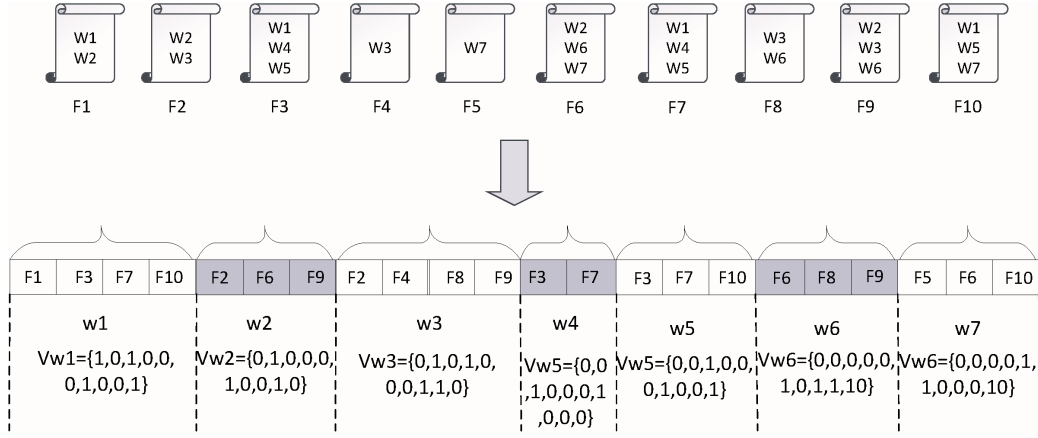 W1
W2
W2
W3
W1
W4
W5
W3
W7
W2
W6
W7
W1
W4
W5
W3
W6
W2
W3
W6
W1
W5
W7
F1 F2 F3 F4 F5 F6 F7 F8 F9 F10
F1 F3 F7 F10 F2 F6 F9 F2 F4 F8 F9 F3 F7 F3 F7 F10 F6 F8 F9 F5 F6 F10
w1
Vw1={1,0,1,0,0,
0,1,0,0,1}
w2
Vw2={0,1,0,0,0,
1,0,0,1,0}
w3
Vw3={0,1,0,1,0,
0,0,1,1,0}
w4
Vw5={0,0
,1,0,0,0,1
,0,0,0}
w5
Vw5={0,0,1,0,0,
0,1,0,0,1}
w6
Vw6={0,0,0,0,0,
1,0,1,1,10}
w7
Vw6={0,0,0,0,1,
1,0,0,0,10}